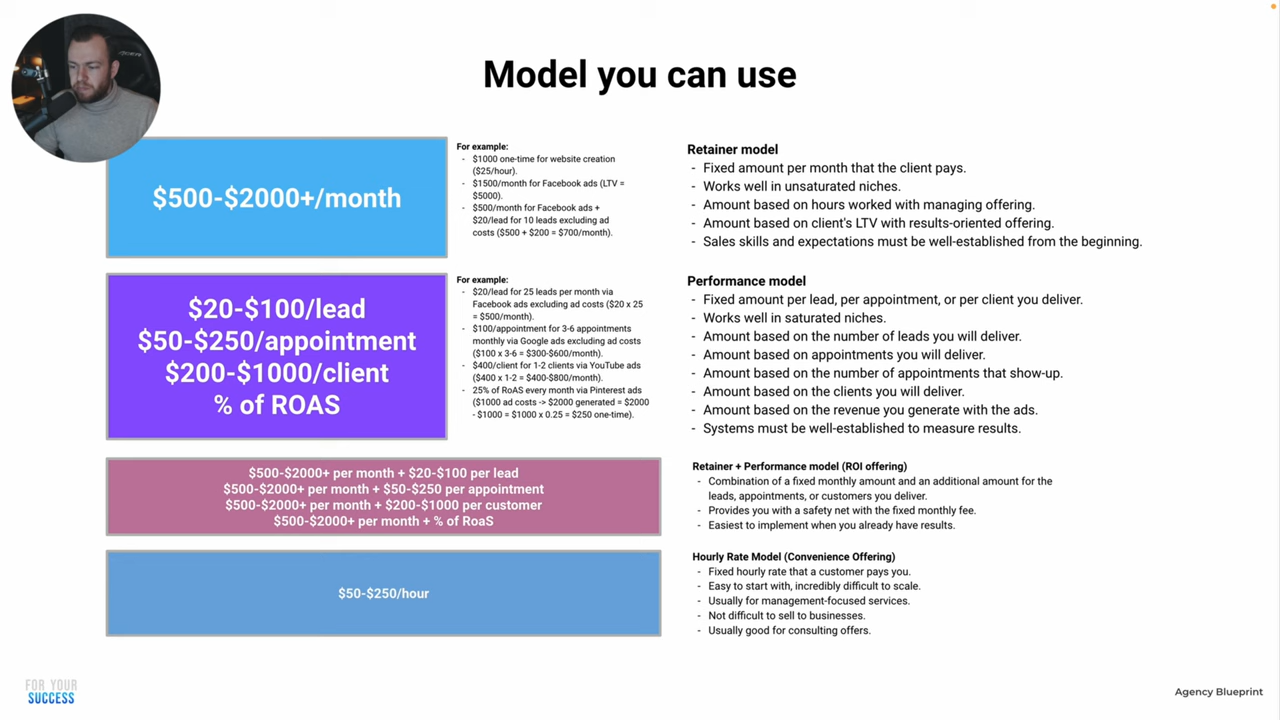 Model you can use
$500-$2000+/month
For example:
- $1000 one-time for website creation
($25/hour).
- $1500/month for Facebook ads (LTV =
$5000).
- $500/month for Facebook ads +
$20/lead for 10 leads excluding ad
costs ($500 + $200 = $700/month).
Retainer model
- Fixed amount per month that the client pays.
- Works well in unsaturated niches.
- Amount based on hours worked with managing offering.
- Amount based on client's LTV with results-oriented offering.
- Sales skills and expectations must be well-established from the beginning.
$20-$100/lead
$50-$250/appointment
$200-$1000/client
% of ROAS
For example:
- $20/lead for 25 leads per month via
Facebook ads excluding ad costs ($20 x 25
= $500/month).
- $100/appointment for 3-6 appointments
monthly via Google ads excluding ad costs
($100 x 3-6 = $300-$600/month).
- $400/client for 1-2 clients via YouTube ads
($400 x 1-2 = $400-$800/month).
- 25% of RoAS every month via Pinterest ads
($1000 ad costs -> $2000 generated = $2000
- $1000 = $1000 x 0.25 = $250 one-time).
Performance model
- Fixed amount per lead, per appointment, or per client you deliver.
- Works well in saturated niches.
- Amount based on the number of leads you will deliver.
- Amount based on appointments you will deliver.
- Amount based on the number of appointments that show-up.
- Amount based on the clients you will deliver.
- Amount based on the revenue you generate with the ads.
- Systems must be well-established to measure results.
$500-$2000+ per month + $20-$100 per lead
$500-$2000+ per month + $50-$250 per appointment
$500-$2000+ per month + $200-$1000 per customer
$500-$2000+ per month + % of RoaS
Retainer + Performance model (ROI offering)
- Combination of a fixed monthly amount and an additional amount for the
leads, appointments, or customers you deliver.
- Provides you with a safety net with the fixed monthly fee.
- Easiest to implement when you already have results.
$50-$250/hour
Hourly Rate Model (Convenience Offering)
- Fixed hourly rate that a customer pays you.
- Easy to start with, incredibly difficult to scale.
- Usually for management-focused services.
- Not difficult to sell to businesses.
- Usually good for consulting offers.
FOR YOUR
SUCCESS
Agency Blueprint